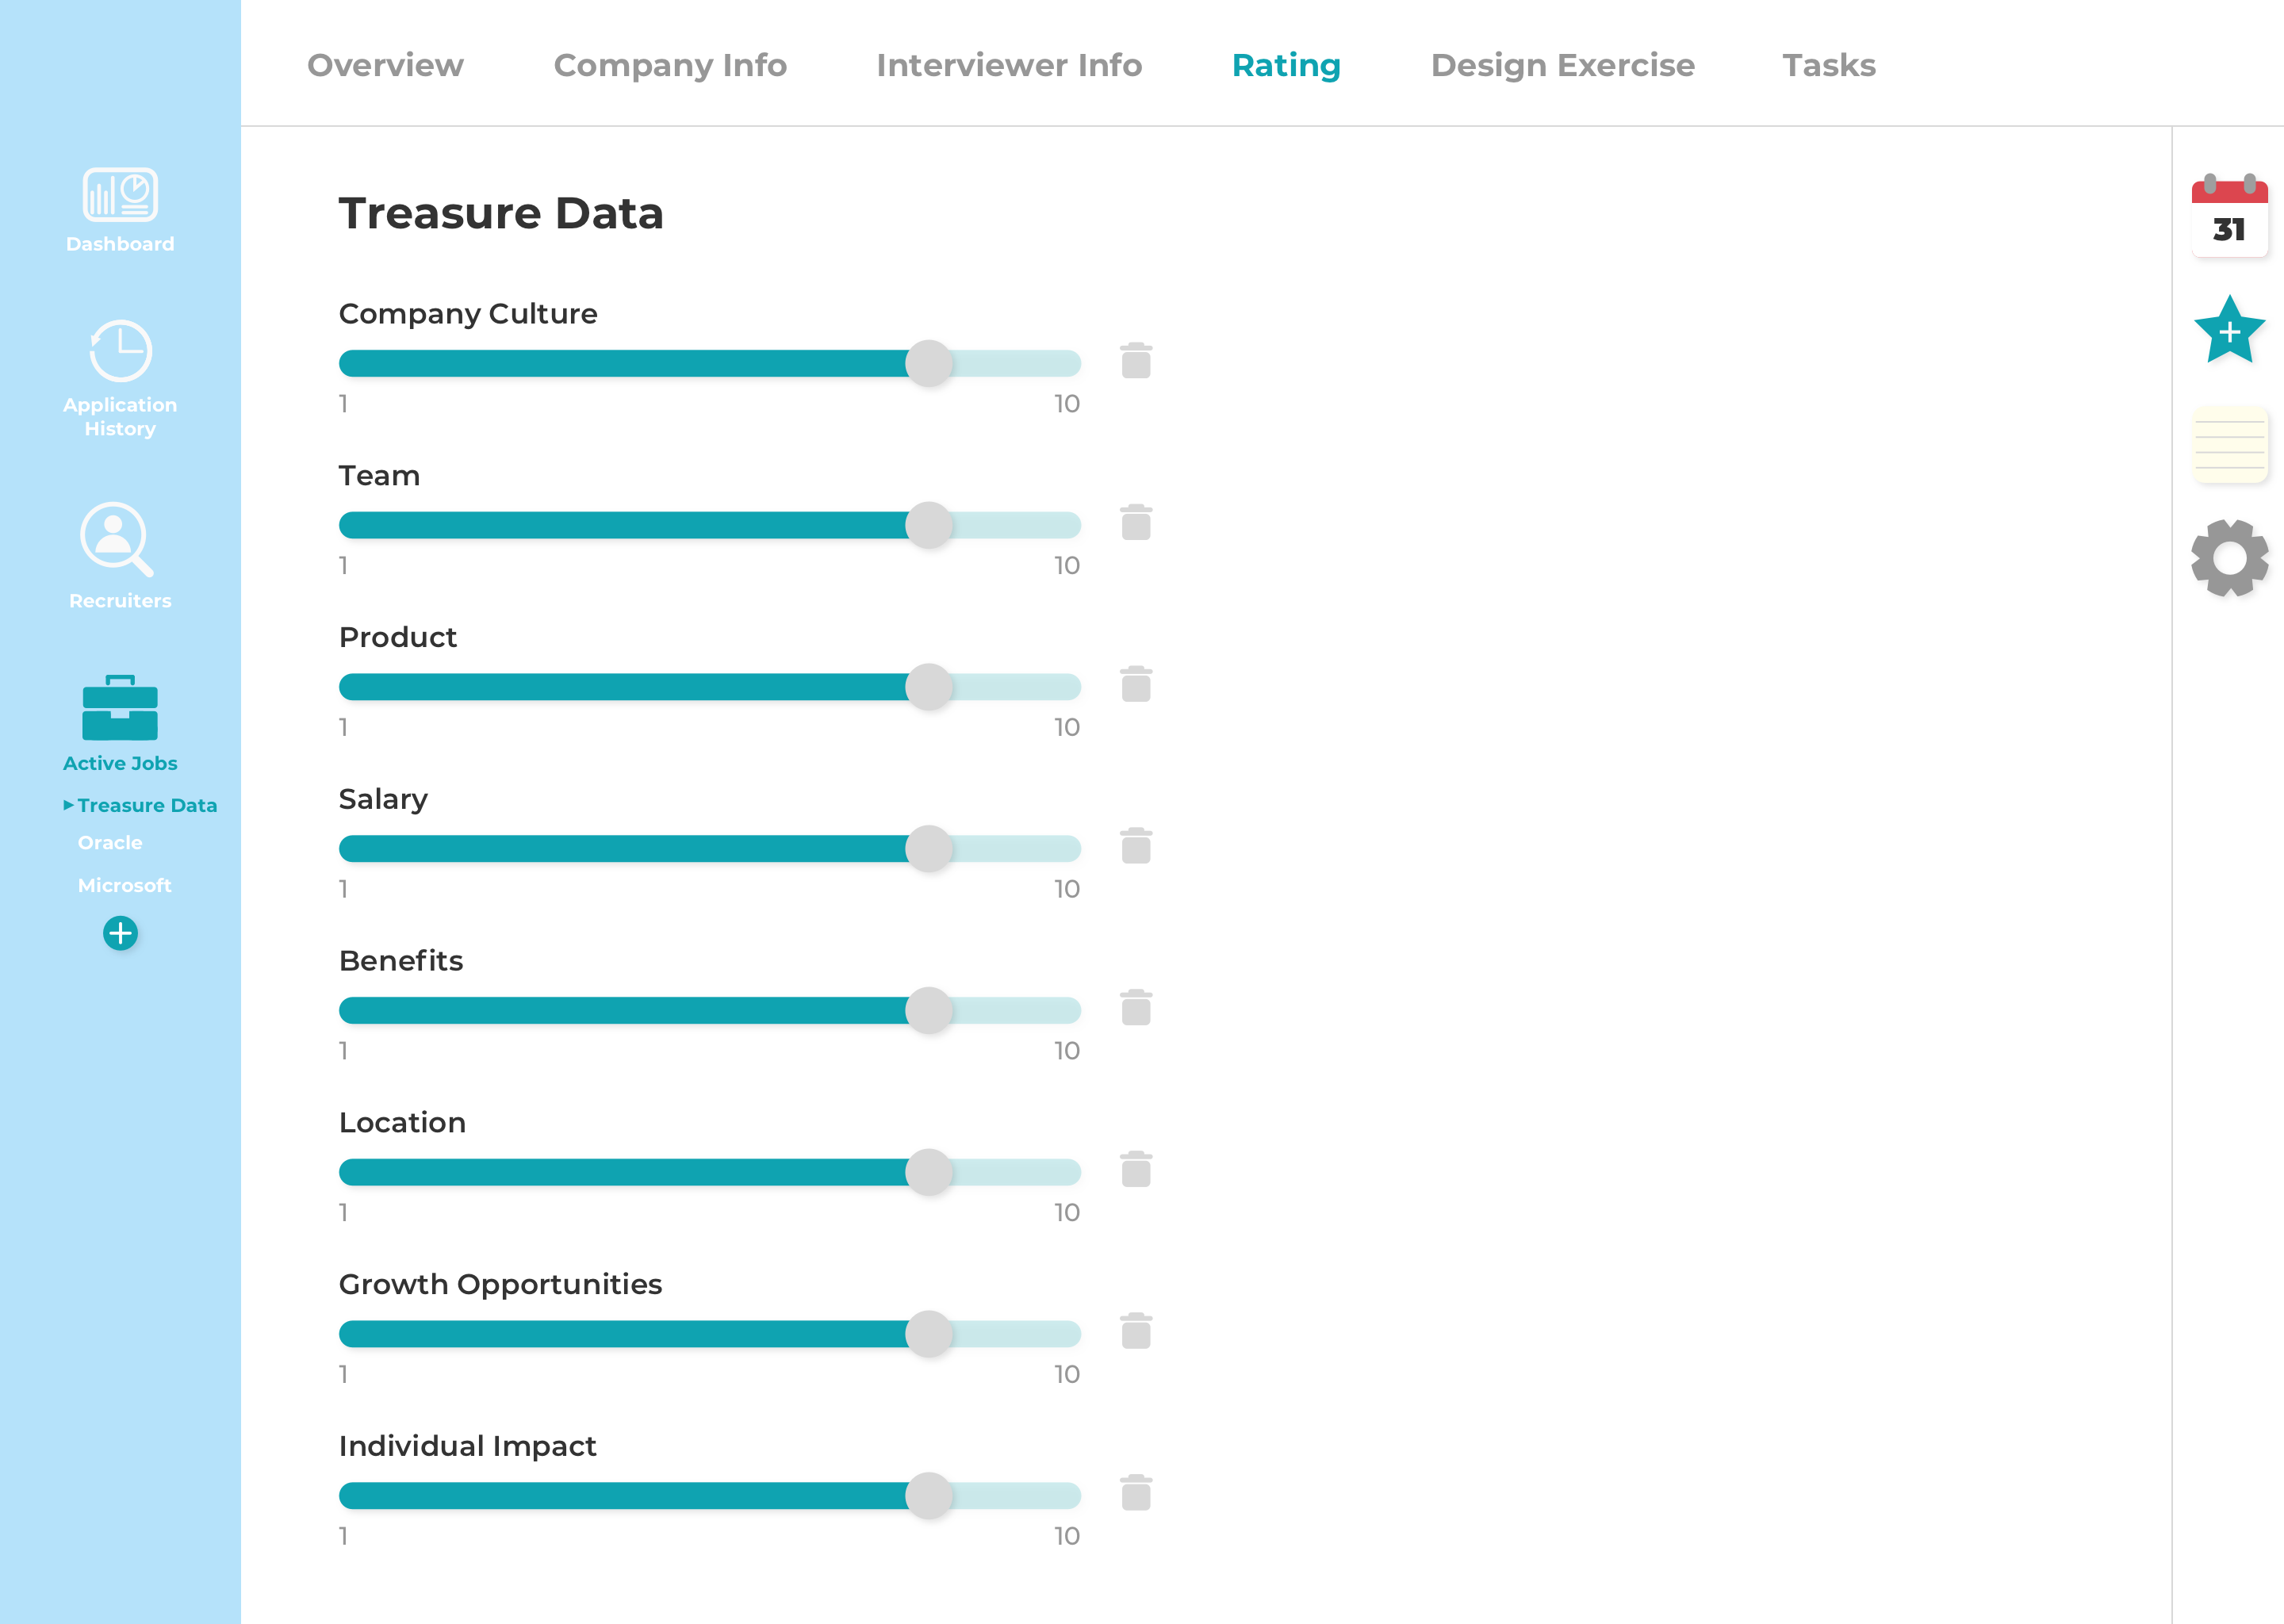 Overview Company Info Interviewer Info Rating Design Exercise Tasks
Dashboard
Application
History
Recruiters
Active Jobs
Treasure Data
Oracle
Microsoft
Treasure Data
Company Culture
1 10
Team
1 10
Product
1 10
Salary
1 10
Benefits
1 10
Location
1 10
Growth Opportunities
1 10
Individual Impact
1 10
31